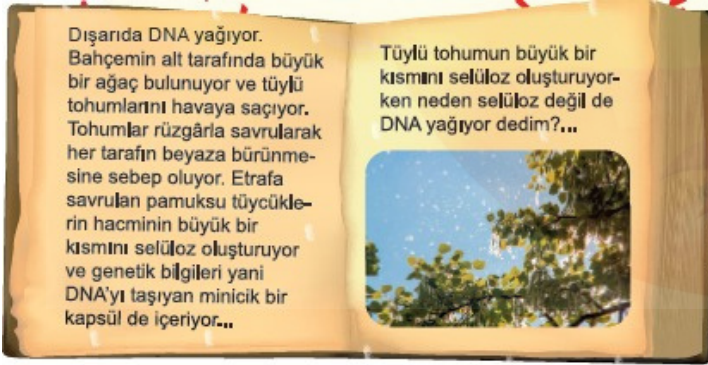 Dışarıda DNA yağıyor.
Bahçemin alt tarafında büyük
bir ağaç bulunuyor ve tüylü
tohumlarını havaya saçıyor.
Tohumlar rüzgârla savrularak
her tarafın beyaza bürünme-
sine sebep oluyor. Etrafa
savrulan pamuksu tüycükle-
rin hacminin büyük bir
kısmını selüloz oluşturuyor
ve genetik bilgileri yani
DNA'yı taşıyan minicik bir
kapsül de içeriyor...
Tüylü tohumun büyük bir
kısmını selüloz oluşturuyor-
ken neden selüloz değil de
DNA yağıyor dedim?...